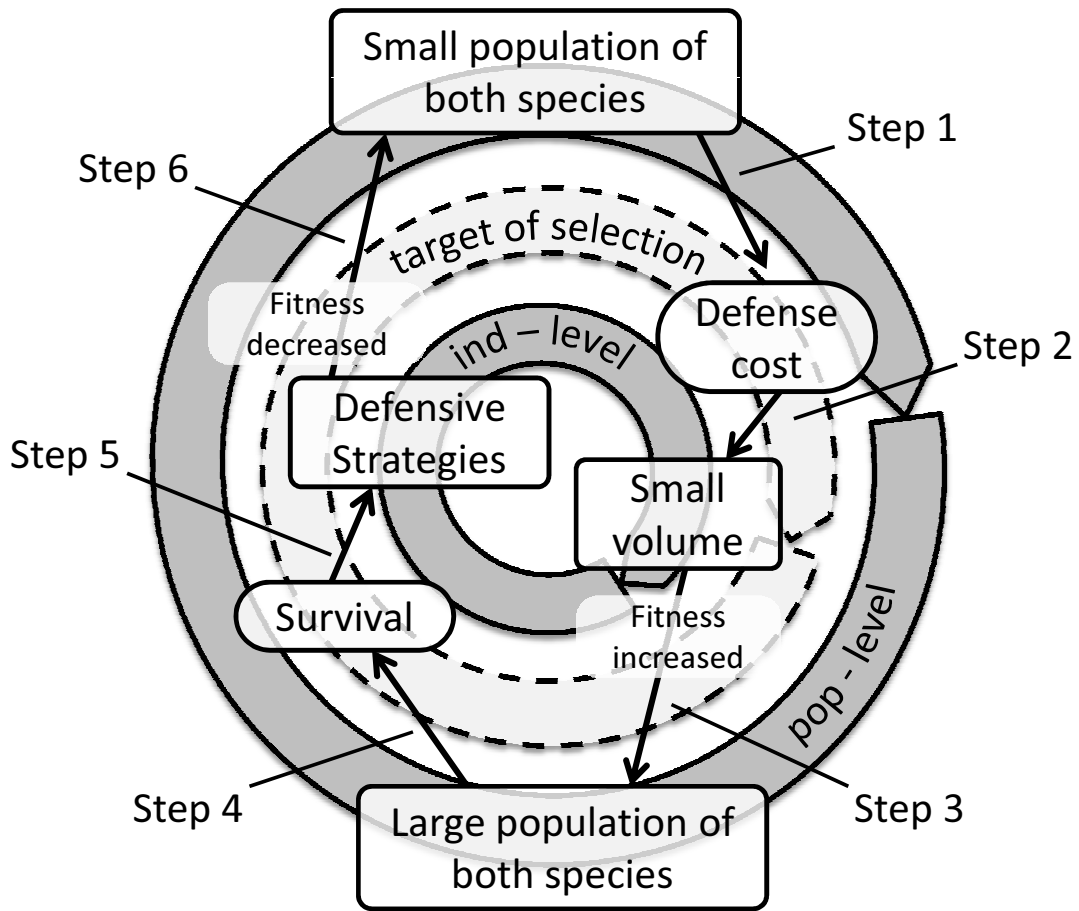 Small population of
both species
Step 1
Step 6
target of selection
Fitness
decreased
ind – level
Defense
cost
Step 2
Defensive
Strategies
Step 5
Small
volume
Survival
Fitness
increased
pop - level
Step 4
Step 3
Large population of
both species